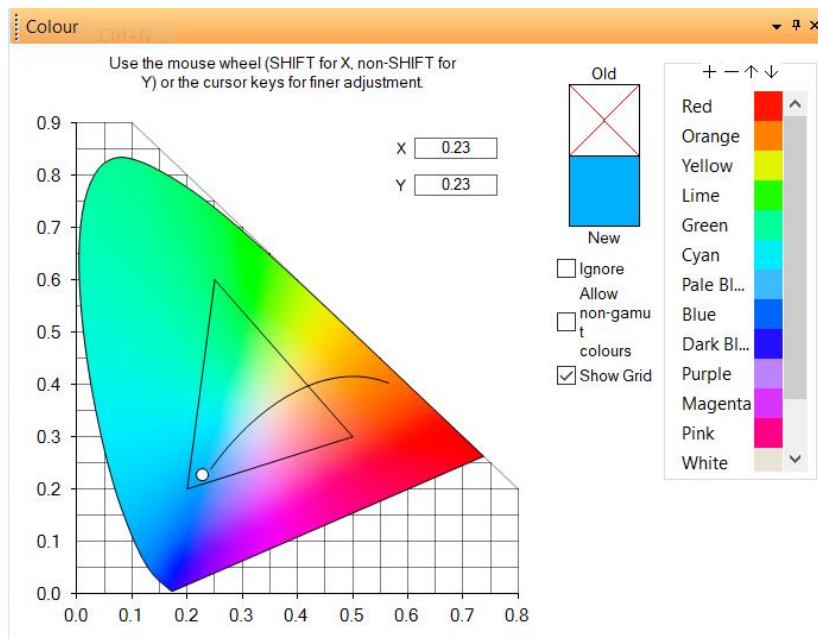 Colour
Ctrl+N
Use the mouse wheel (SHIFT for X, non-SHIFT for
Y) or the cursor keys for finer adjustment.
X 0.23
Y 0.23
Old
New
Ignore
Allow
non-gamu
t
colours
Show Grid
Red
Orange
Yellow
Lime
Green
Cyan
Pale Bl...
Blue
Dark Bl...
Purple
Magenta
Pink
White
0.9
0.8
0.7
0.6
0.5
0.4
0.3
0.2
0.1
0.0
0.0 0.1 0.2 0.3 0.4 0.5 0.6 0.7 0.8